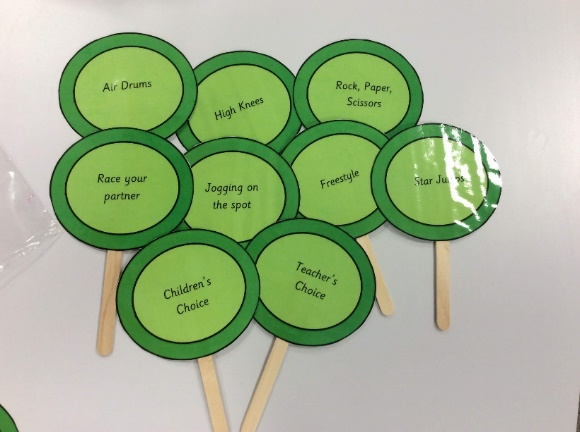 Air Drums
High Knees
Rock, Paper,
Scissors
Race your
partner
Jogging on
the spot
Freestyle
Star Jumps
Children's
Choice
Teacher's
Choice